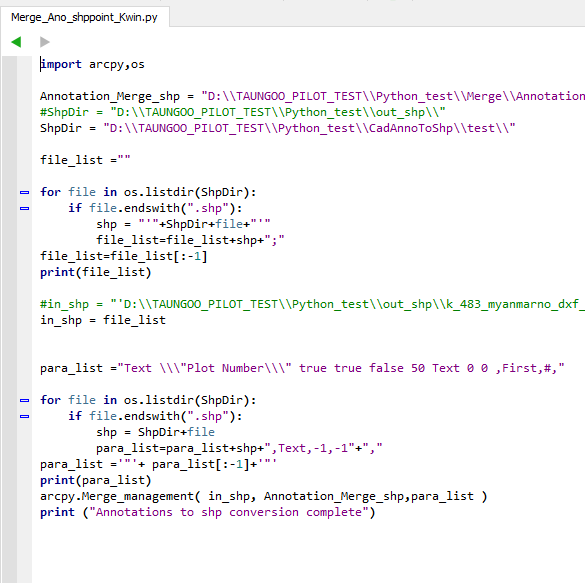 Merge_Ano_shppoint_Kwin.py
import arcpy,os
Annotation_Merge_shp = "D:\\TAUNGOO_PILOT_TEST\\Python_test\\Merge\\Annotation
#ShpDir = "D:\\TAUNGOO_PILOT_TEST\\Python_test\\out_shp\\"
ShpDir = "D:\\TAUNGOO_PILOT_TEST\\Python_test\\CadAnnoToShp\\test\\"
file_list =""
for file in os.listdir(ShpDir):
    if file.endswith(".shp"):
        shp = "'"+ShpDir+file+"'"
        file_list=file_list+shp+";"
file_list=file_list[:-1]
print(file_list)
#in_shp = "'D:\\TAUNGOO_PILOT_TEST\\Python_test\\out_shp\\k_483_myanmarno_dxf_
in_shp = file_list
para_list ="Text \\\"Plot Number\\\" true true false 50 Text 0 0 ,First,#,"
for file in os.listdir(ShpDir):
    if file.endswith(".shp"):
        shp = ShpDir+file
        para_list=para_list+shp+",Text,-1,-1"+","
para_list ='"'+ para_list[:-1]+'"'
print(para_list)
arcpy.Merge_management( in_shp, Annotation_Merge_shp,para_list )
print ("Annotations to shp conversion complete")